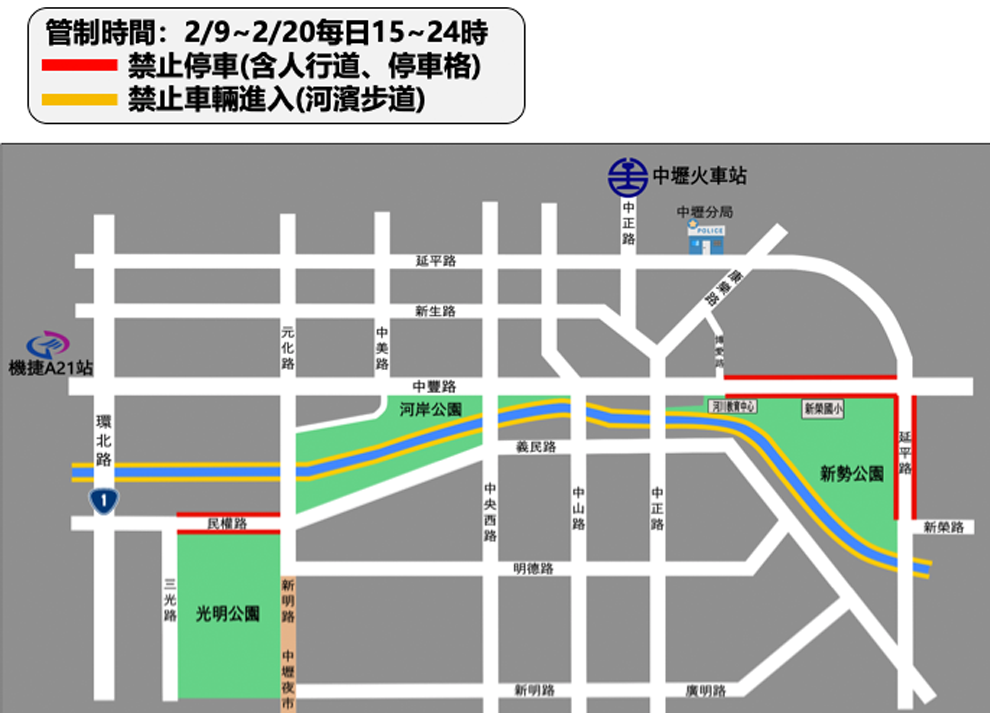 管制時間：2/9~2/20每日15~24時
禁止停車(含人行道、停車格)
禁止車輛進入(河濱步道)
中壢火車站
中正路
中壢分局
POLICE
延平路
康樂路
新生路
元化路
中美路
博愛路
機捷A21站
中豐路
河岸公園
河川教育中心
新榮國小
環北路
延平路
義民路
新勢公園
1
中央西路
中山路
中正路
民權路
新榮路
明德路
三光路
新明路
光明公園
中壢夜市
新明路
廣明路